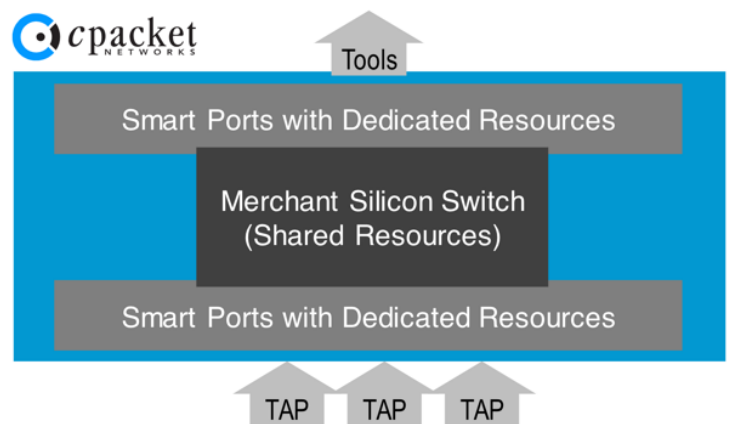 cpacket
NETWORKS
Tools
Smart Ports with Dedicated Resources
Merchant Silicon Switch
(Shared Resources)
Smart Ports with Dedicated Resources
TAP TAP TAP